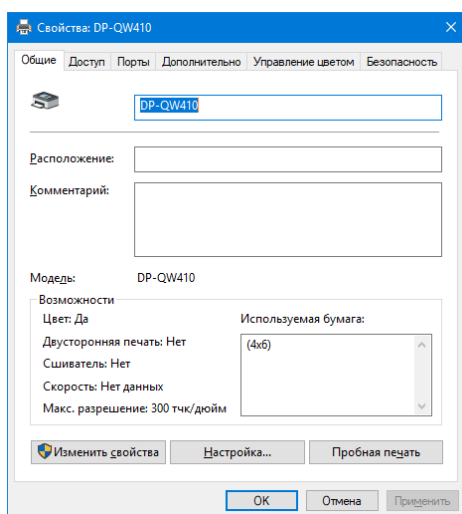 Свойства: DP-QW410
Общие Доступ Порты Дополнительно Управление цветом Безопасность
DP-QW410
Расположение:
Комментарий:
Модель: DP-QW410
Возможности
Цвет: Да
Двусторонняя печать: Нет
Сшиватель: Нет
Скорость: Нет данных
Макс. разрешение: 300 тчк/дюйм
Используемая бумага:
(4x6)
Изменить свойства Настройка... Пробная печать
OK Отмена Применить